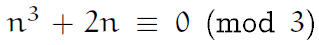 n³ + 2n ≡ 0 (mod 3)